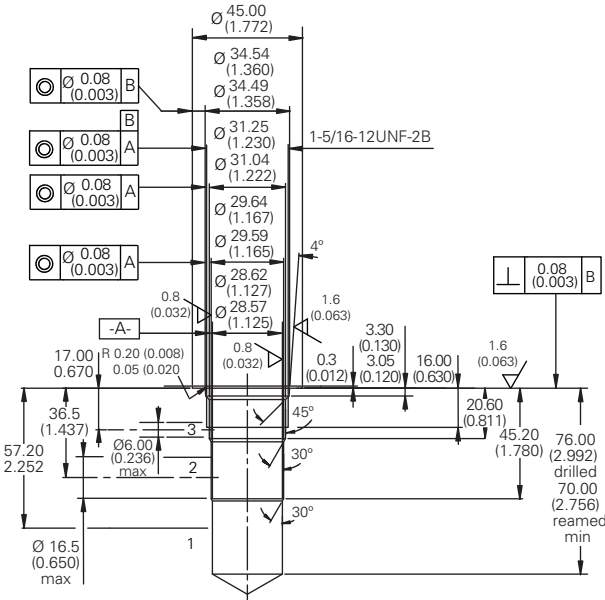 Ø 45.00
(1.772)
Ø 34.54
(1.360)
Ø 34.49
(1.358)
Ø 0.08
(0.003)
B
B
Ø 31.25
(1.230)
Ø 31.04
(1.222)
1-5/16-12UNF-2B
Ø 0.08
(0.003)
A
Ø 0.08
(0.003)
A
Ø 29.64
(1.167)
Ø 29.59
(1.165)
4°
Ø 0.08
(0.003)
A
Ø 28.62
(1.127)
Ø 28.57
(1.125)
0.08
(0.003)
B
0.8
(0.032)
1.6
(0.063)
-A-
0.8
(0.032)
17.00
0.670
R 0.20 (0.008)
0.05 (0.020
0.3
(0.012)
3.30
(0.130)
3.05
(0.120)
16.00
(0.630)
1.6
(0.063)
36.5
(1.437)
3
45°
20.60
(0.811)
57.20
2.252
Ø6.00
(0.236)
max
2
30°
45.20
(1.780)
76.00
(2.992)
drilled
70.00
(2.756)
reamed
min
30°
Ø 16.5
(0.650)
max
1